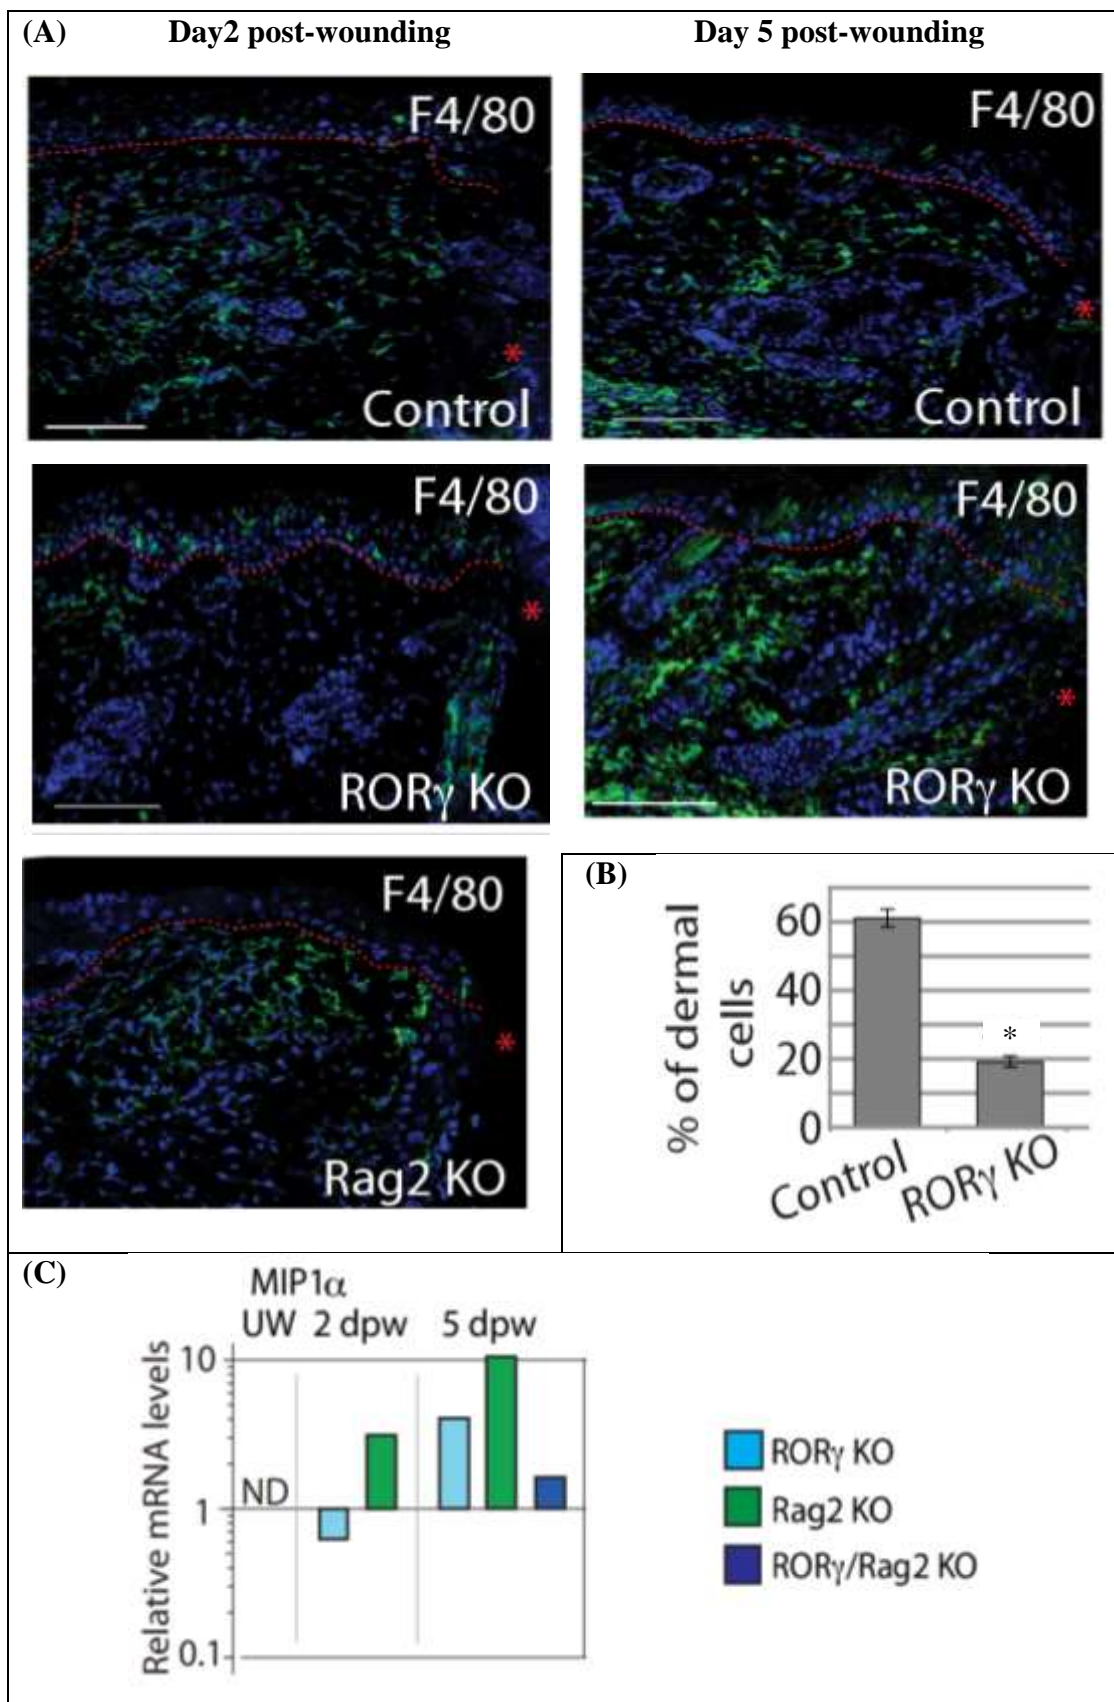 (A) Day2 post-wounding Day 5 post-wounding
F4/80
Control
F4/80
*
Control
*
F4/80
*
RORγ KO
F4/80
*
RORγ KO
F4/80
*
Rag2 KO
(B)
% of dermal
cells
60
40
20
0
*
Control
RORγ KO
(C)
MIP1α
UW 2 dpw 5 dpw
Relative mRNA levels
10
1
0.1
ND
RORγ KO
Rag2 KO
RORγ/Rag2 KO